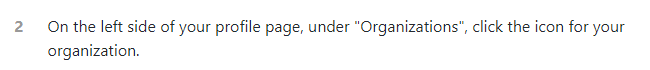 2 On the left side of your profile page, under "Organizations", click the icon for your
organization.